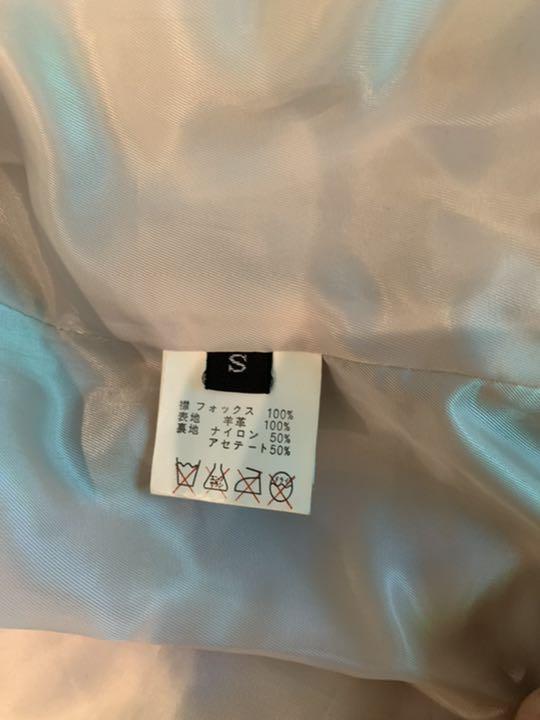 S
襟 フォックス 100%
表地 羊革 100%
裏地 ナイロン 50%
アセテート50%